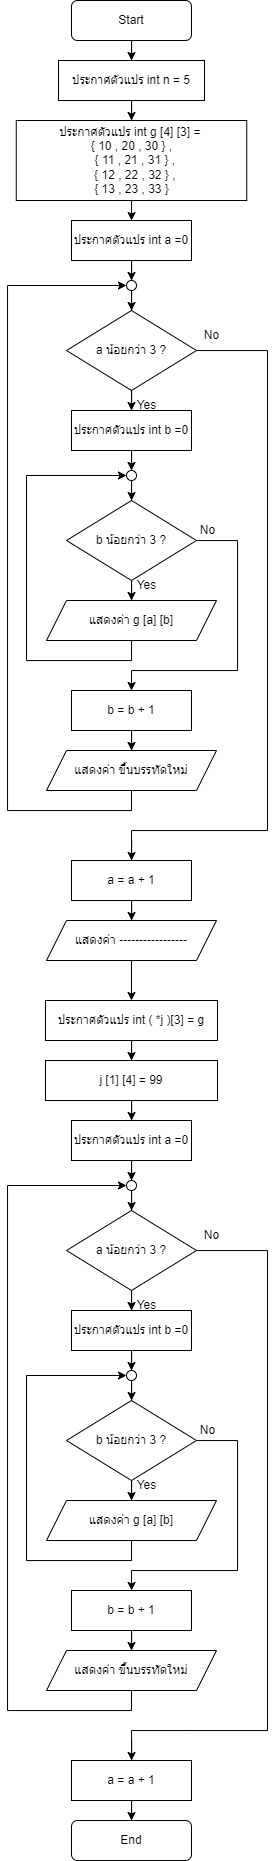 Start
ประกาศตัวแปร int n = 5
ประกาศตัวแปร int g [4] [3] =
{ 10 , 20 , 30 } ,
{ 11 , 21 , 31 } ,
{ 12 , 22 , 32 } ,
{ 13 , 23 , 33 }
ประกาศตัวแปร int a =0
a น้อยกว่า 3 ?
No
Yes
ประกาศตัวแปร int b =0
b น้อยกว่า 3 ?
No
Yes
แสดงค่า g [a] [b]
b = b + 1
แสดงค่า ขึ้นบรรทัดใหม่
a = a + 1
แสดงค่า -----------------
ประกาศตัวแปร int ( *j )[3] = g
j [1] [4] = 99
ประกาศตัวแปร int a =0
a น้อยกว่า 3 ?
No
Yes
ประกาศตัวแปร int b =0
b น้อยกว่า 3 ?
No
Yes
แสดงค่า g [a] [b]
b = b + 1
แสดงค่า ขึ้นบรรทัดใหม่
a = a + 1
End